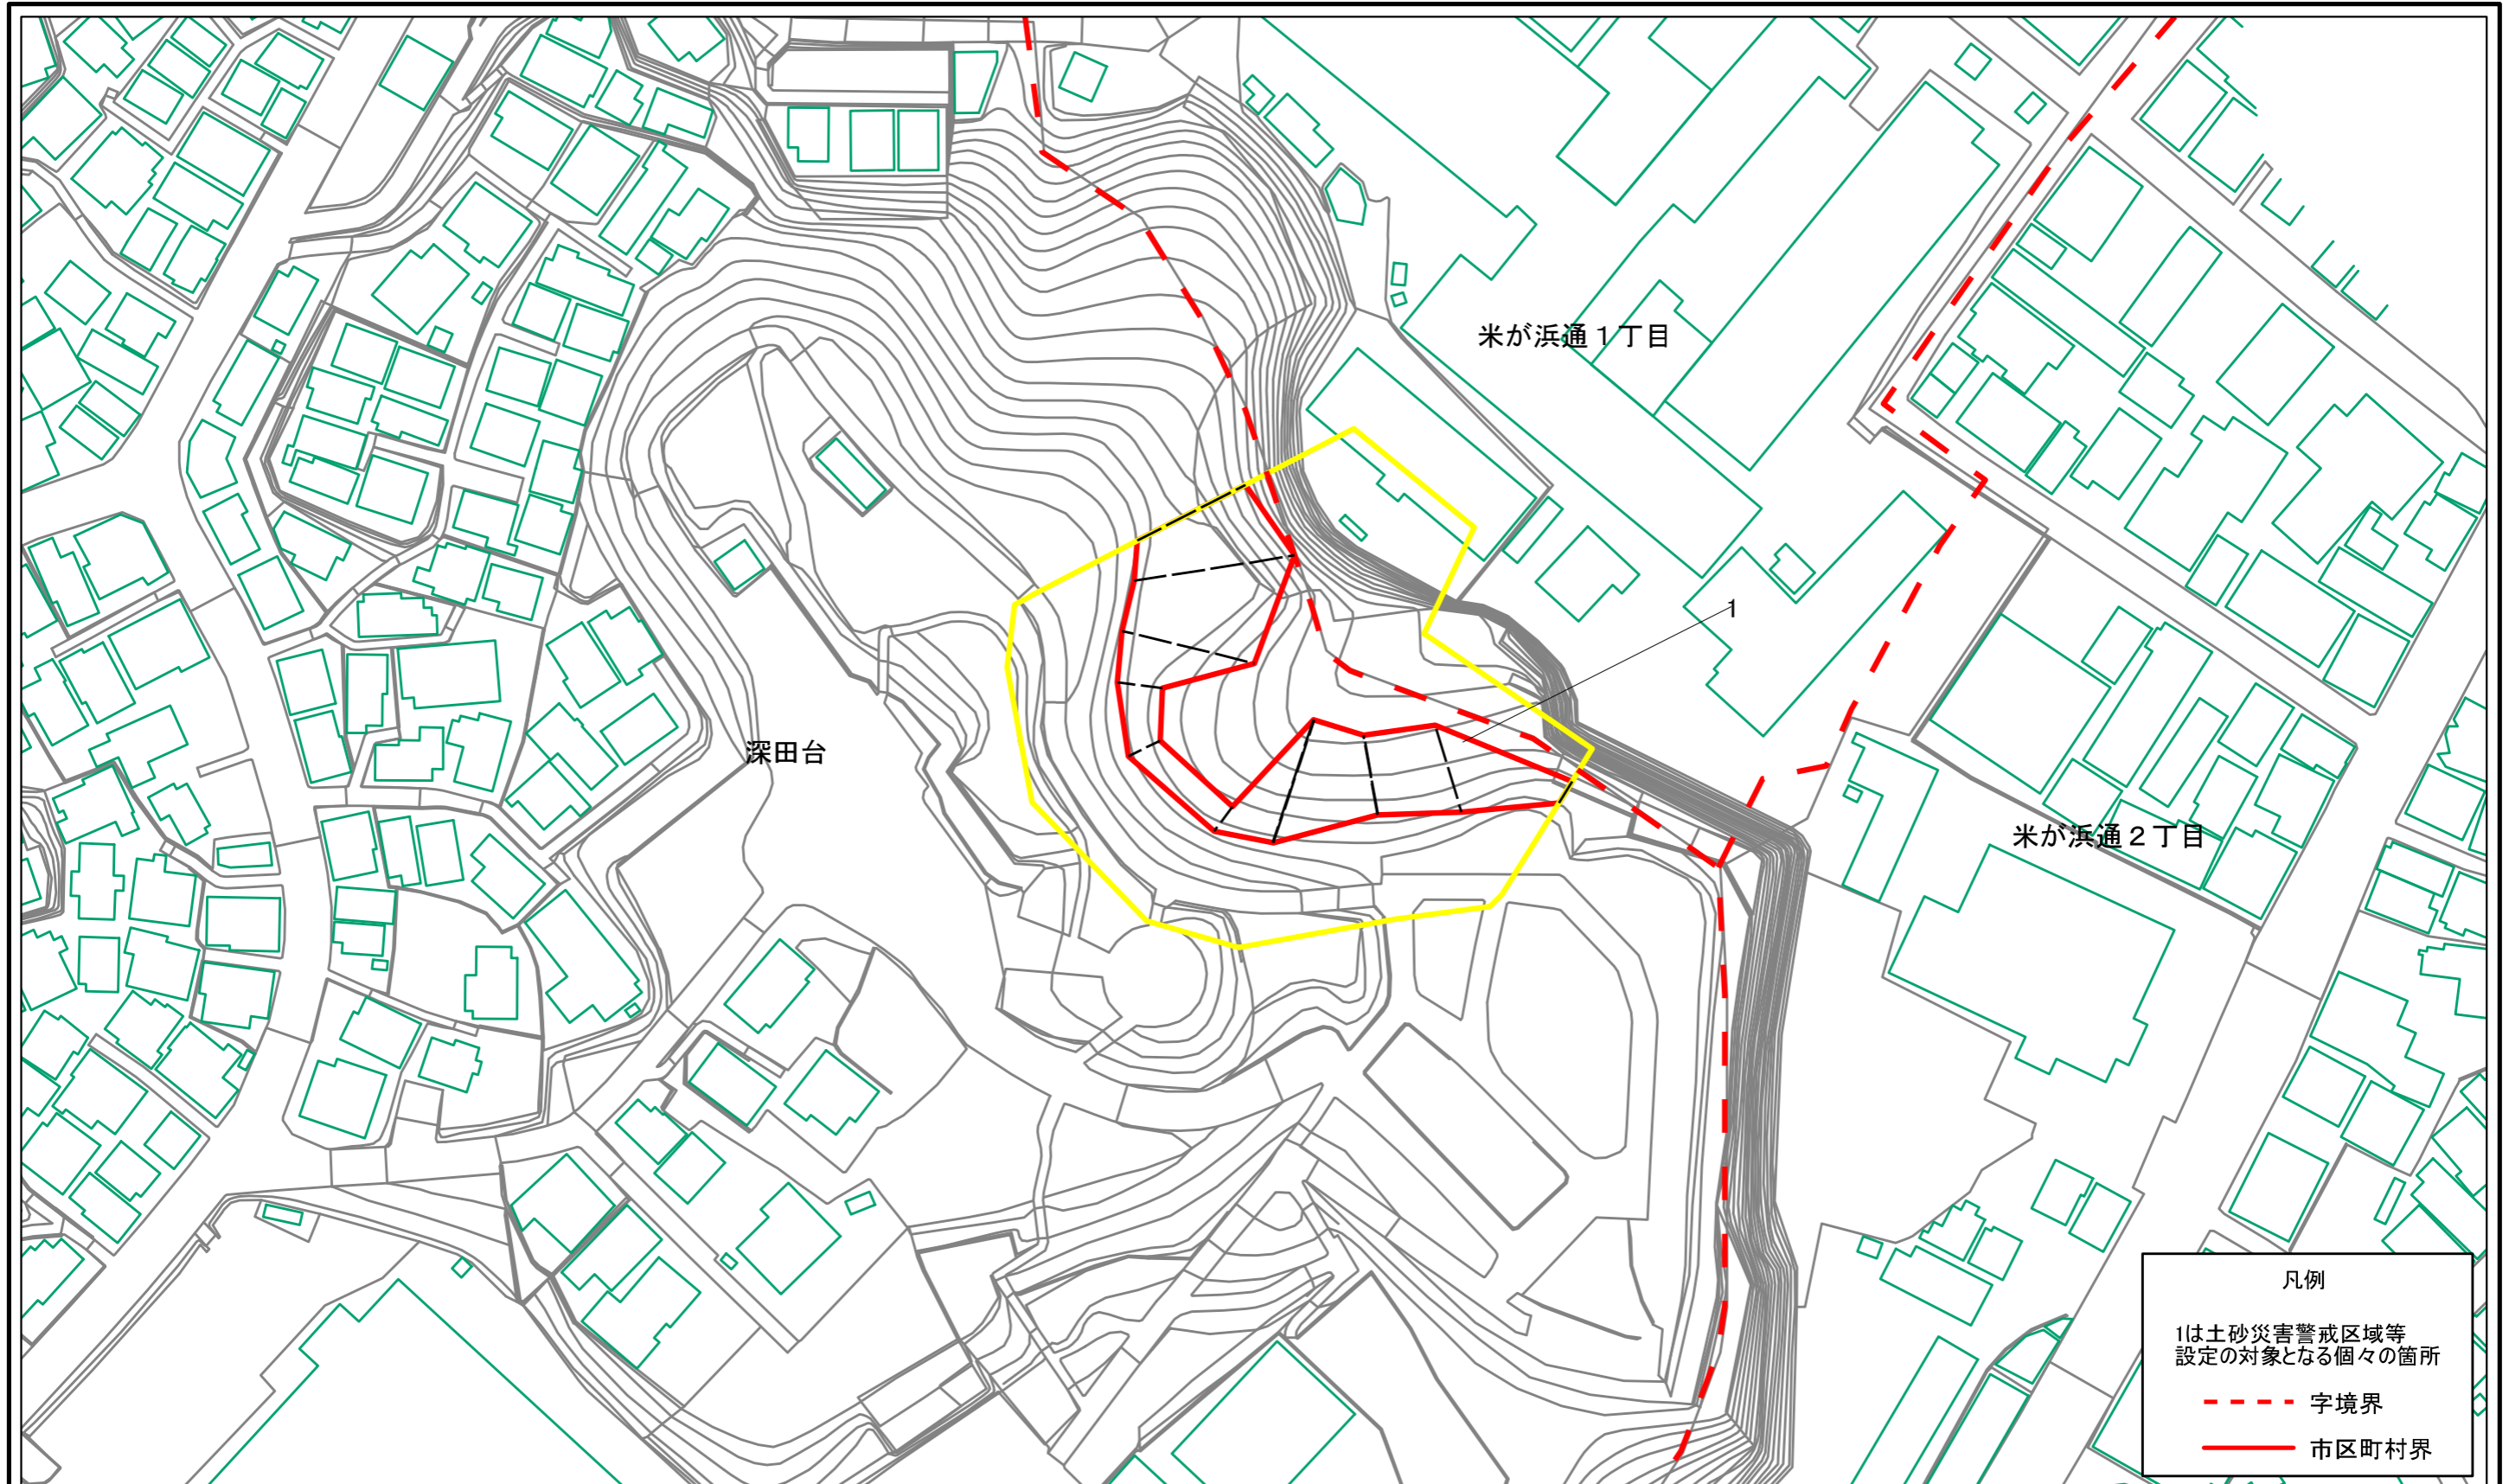 米が浜通１丁目
1
深田台
米が浜通２丁目
凡例
1は土砂災害警戒区域等
設定の対象となる個々の箇所
字境界
市区町村界